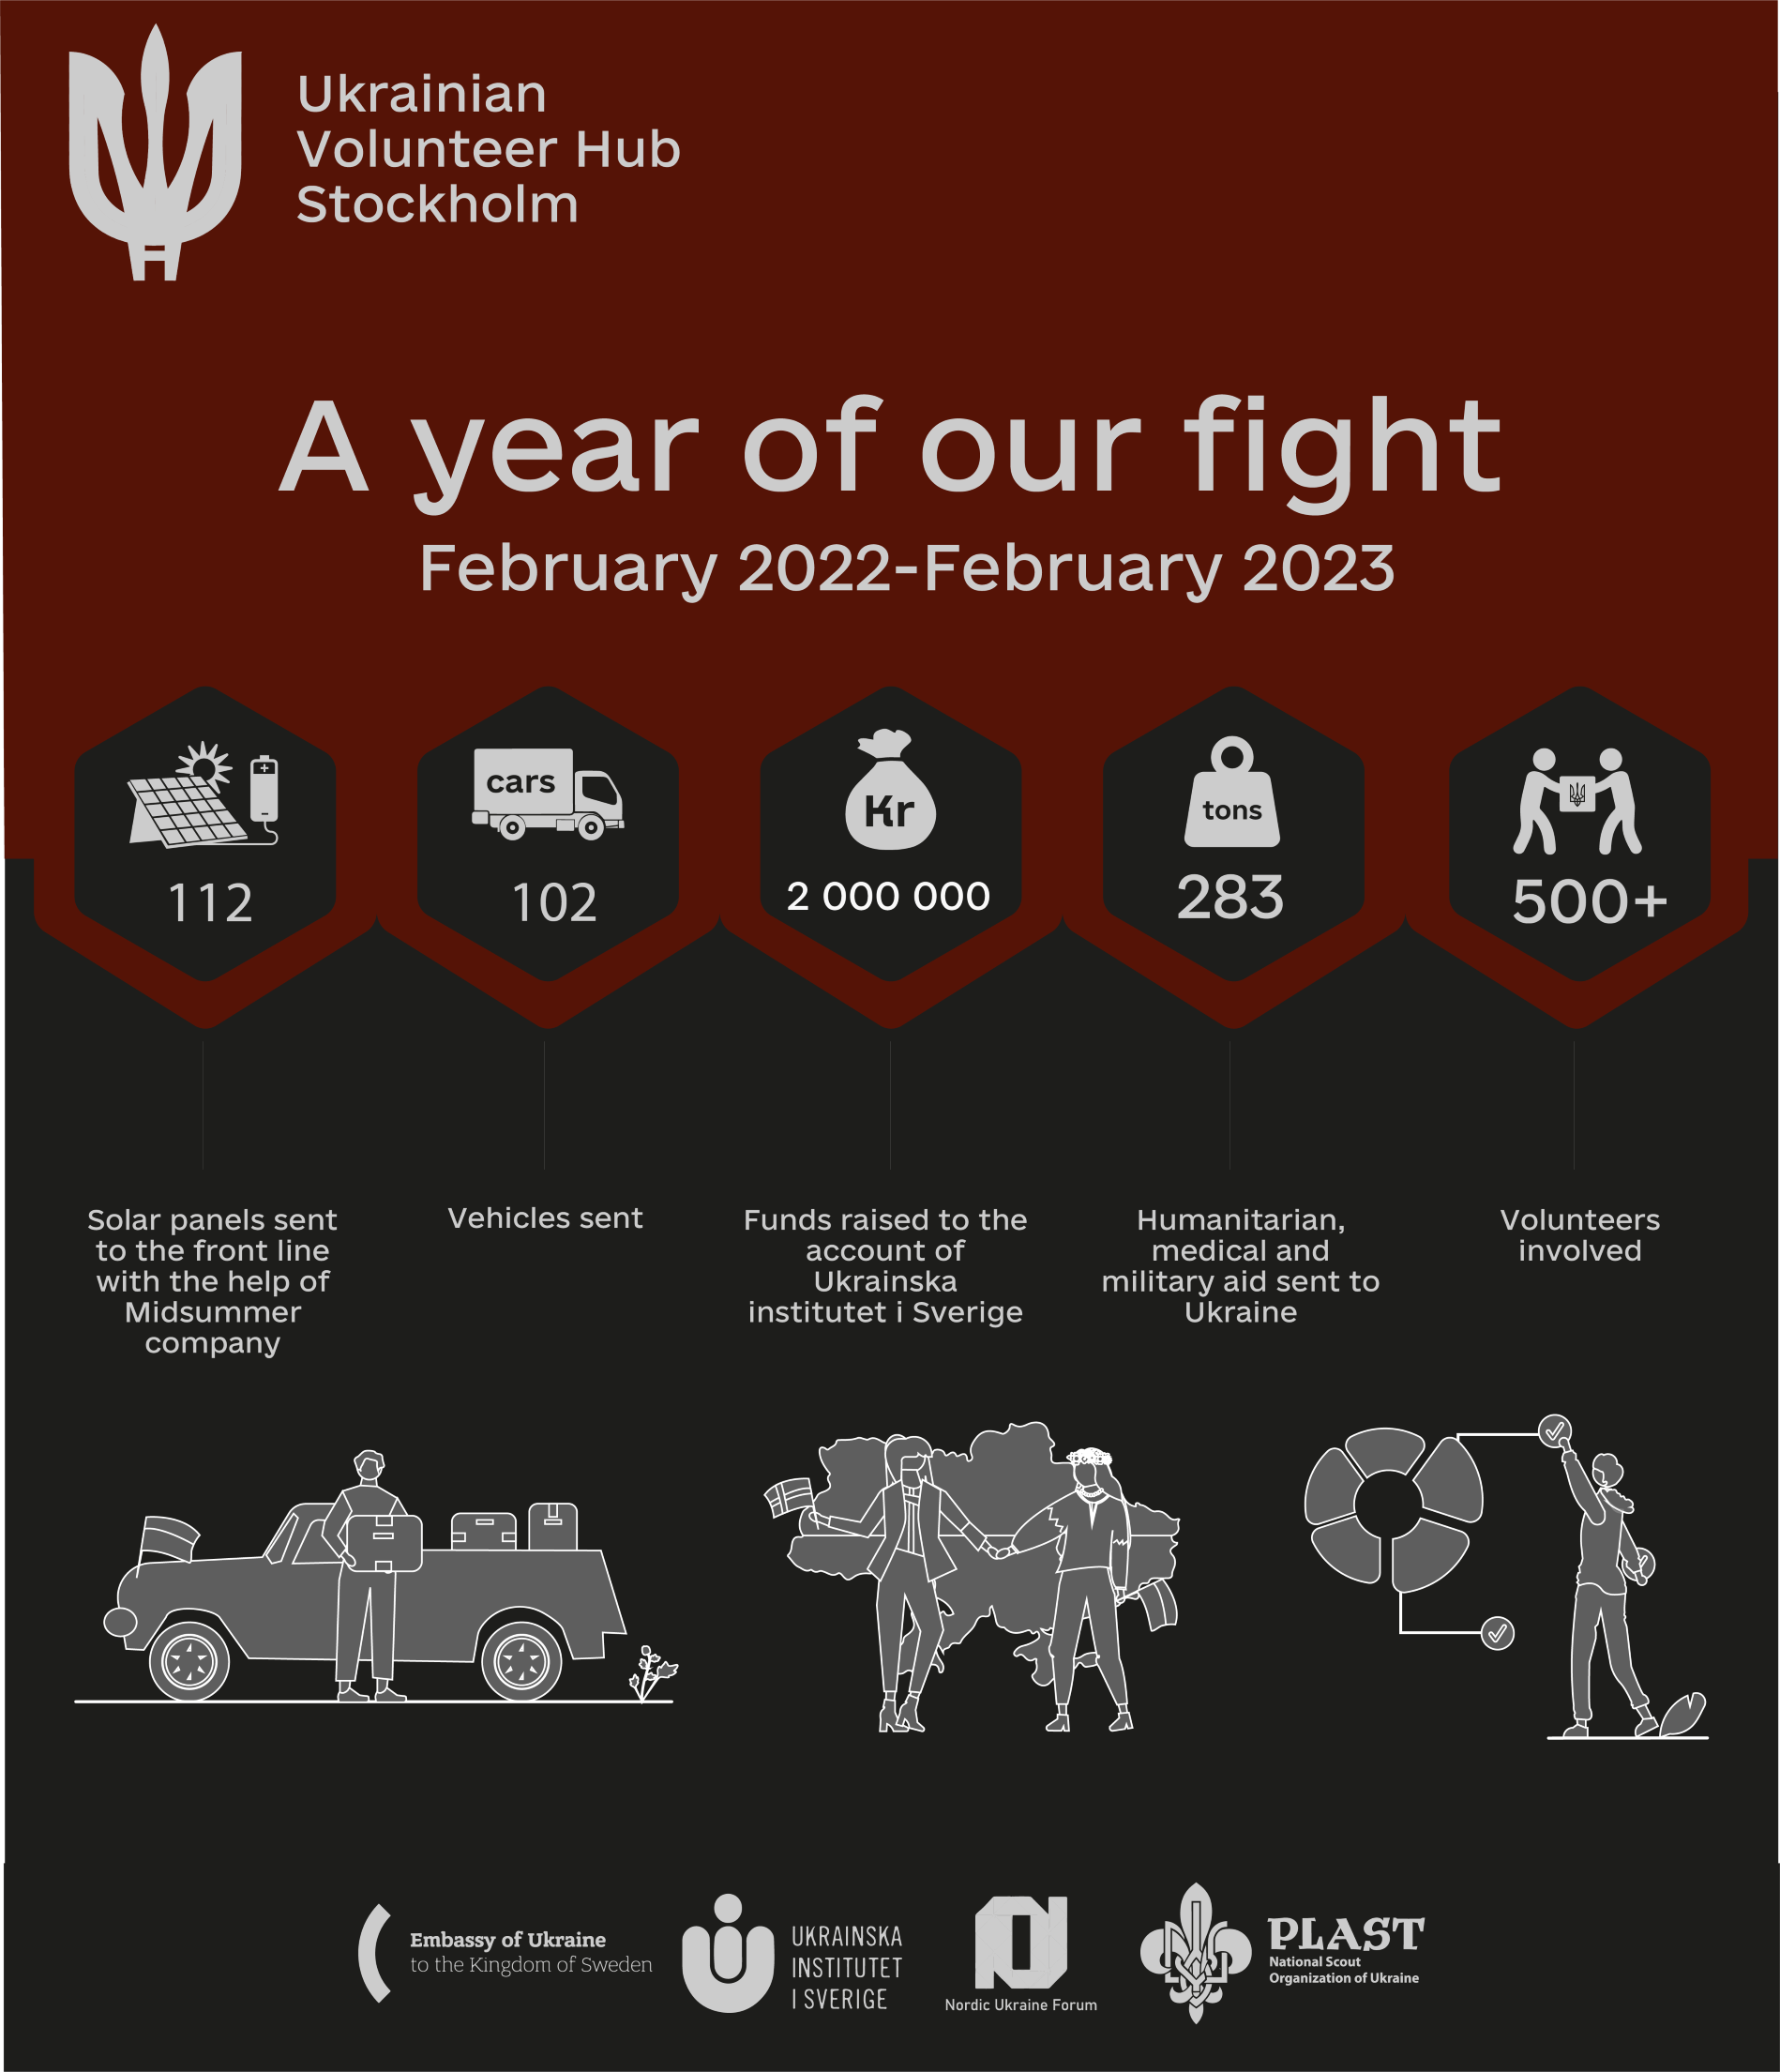 Ukrainian
Volunteer Hub
Stockholm
A year of our fight
February 2022-February 2023
cars
Kr
tons
112
102
2 000 000
283
500+
Solar panels sent
to the front line
with the help of
Midsummer
company
Vehicles sent
Funds raised to the
account of
Ukrainska
institutet i Sverige
Humanitarian,
medical and
military aid sent to
Ukraine
Volunteers
involved
Embassy of Ukraine
to the Kingdom of Sweden
UKRAINSKA
INSTITUTET
I SVERIGE
Nordic Ukraine Forum
PLAST
National Scout
Organization of Ukraine